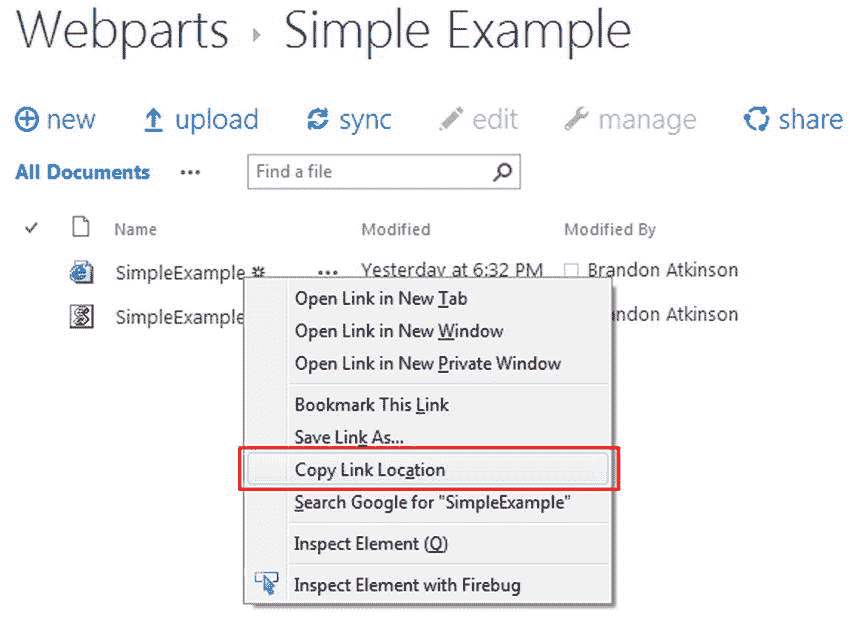 Webparts › Simple Example
new upload sync edit manage share
All Documents ... Find a file
Name Modified Modified By
SimpleExample ... Yesterday at 6:32 PM Brandon Atkinson
SimpleExample ndon Atkinson
Open Link in New Tab
Open Link in New Window
Open Link in New Private Window
Bookmark This Link
Save Link As...
Copy Link Location
Search Google for "SimpleExample"
Inspect Element (Q)
Inspect Element with Firebug